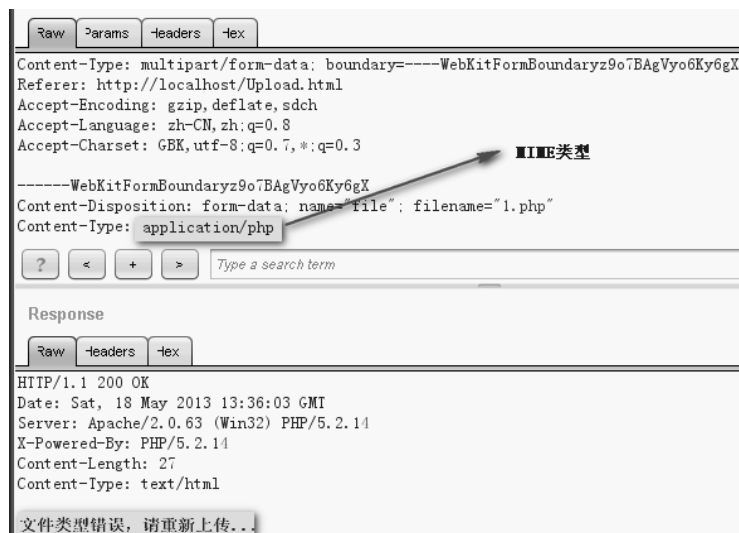 Raw Params Headers Hex
Content-Type: multipart/form-data; boundary=----WebKitFormBoundaryz9o7BAgVyo6Ky6gX
Referer: http://localhost/Upload.html
Accept-Encoding: gzip,deflate,sdch
Accept-Language: zh-CN,zh;q=0.8
Accept-Charset: GBK,utf-8;q=0.7,*;q=0.3
MIME类型
------WebKitFormBoundaryz9o7BAgVyo6Ky6gX
Content-Disposition: form-data; name="file"; filename="1.php"
Content-Type: application/php
? < + > Type a search term
Response
Raw Headers Hex
HTTP/1.1 200 OK
Date: Sat, 18 May 2013 13:36:03 GMT
Server: Apache/2.0.63 (Win32) PHP/5.2.14
X-Powered-By: PHP/5.2.14
Content-Length: 27
Content-Type: text/html
文件类型错误，请重新上传...